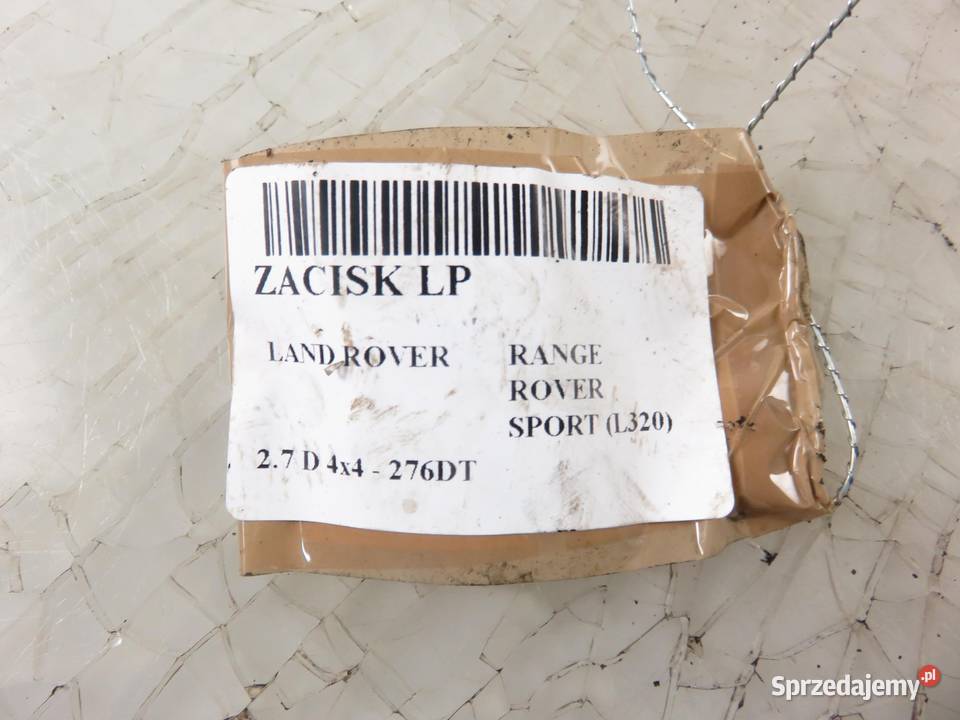 ZACISK LP
LAND ROVER
RANGE
ROVER
SPORT (L320)
2.7 D 4x4 - 276DT
Sprzedajemy.pl